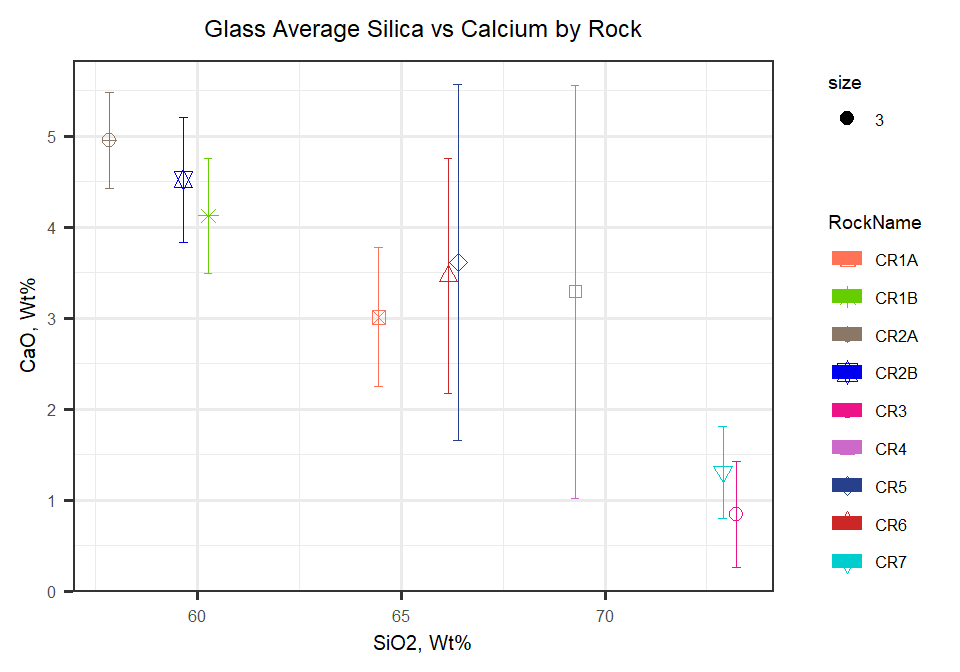 Glass Average Silica vs Calcium by Rock
CaO, Wt%
5
4
3
2
1
0
60
65
70
SiO2, Wt%
size
3
RockName
CR1A
CR1B
CR2A
CR2B
CR3
CR4
CR5
CR6
CR7